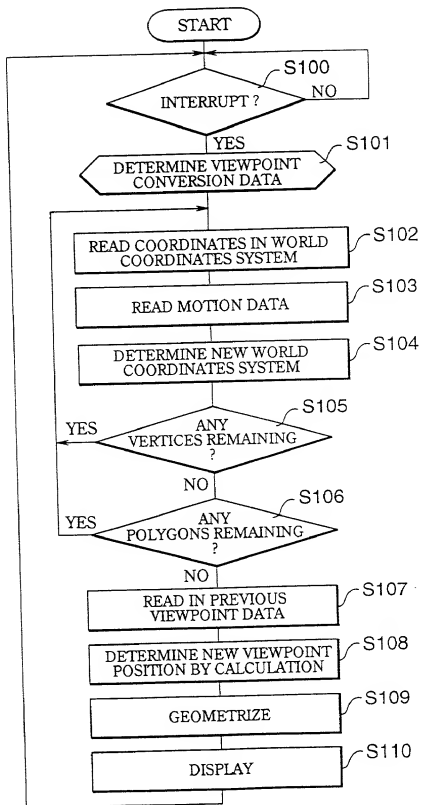 START
S100
INTERRUPT ?
NO
YES
S101
DETERMINE VIEWPOINT
CONVERSION DATA
S102
READ COORDINATES IN WORLD
COORDINATES SYSTEM
S103
READ MOTION DATA
S104
DETERMINE NEW WORLD
COORDINATES SYSTEM
S105
YES
ANY
VERTICES REMAINING
?
NO
S106
YES
ANY
POLYGONS REMAINING
?
NO
S107
READ IN PREVIOUS
VIEWPOINT DATA
S108
DETERMINE NEW VIEWPOINT
POSITION BY CALCULATION
S109
GEOMETRIZE
S110
DISPLAY